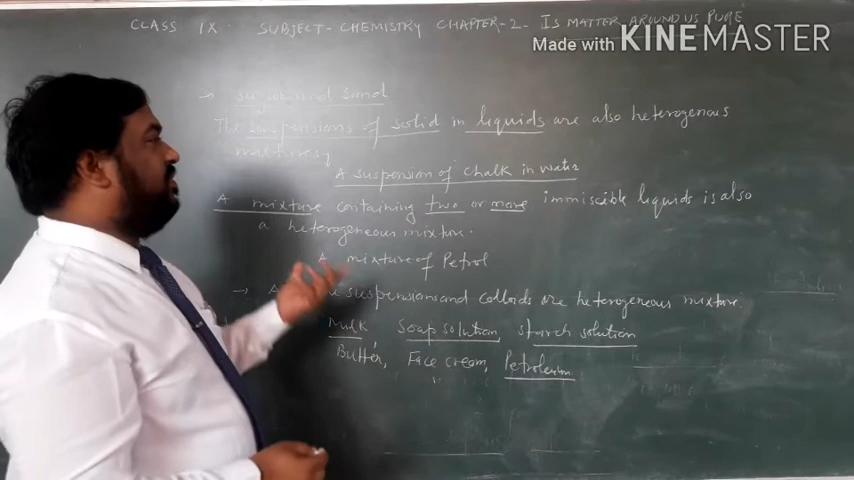 CLASS IX. SUBJECT-CHEMISTRY CHAPTER-2- IS MATTER AROUND US PURE
Made with KINEMASTER
→ sugar and sand
The suspensions of solid in liquids are also heterogenous
mixtures
A suspension of chalk in water
A mixture containing two or more immiscible liquids is also
a heterogeneous mixture.
A mixture of Petrol
→ A suspensions and colloids are heterogeneous mixture.
Milk Soap solution starch solution
Butter, Face cream, Petroleum